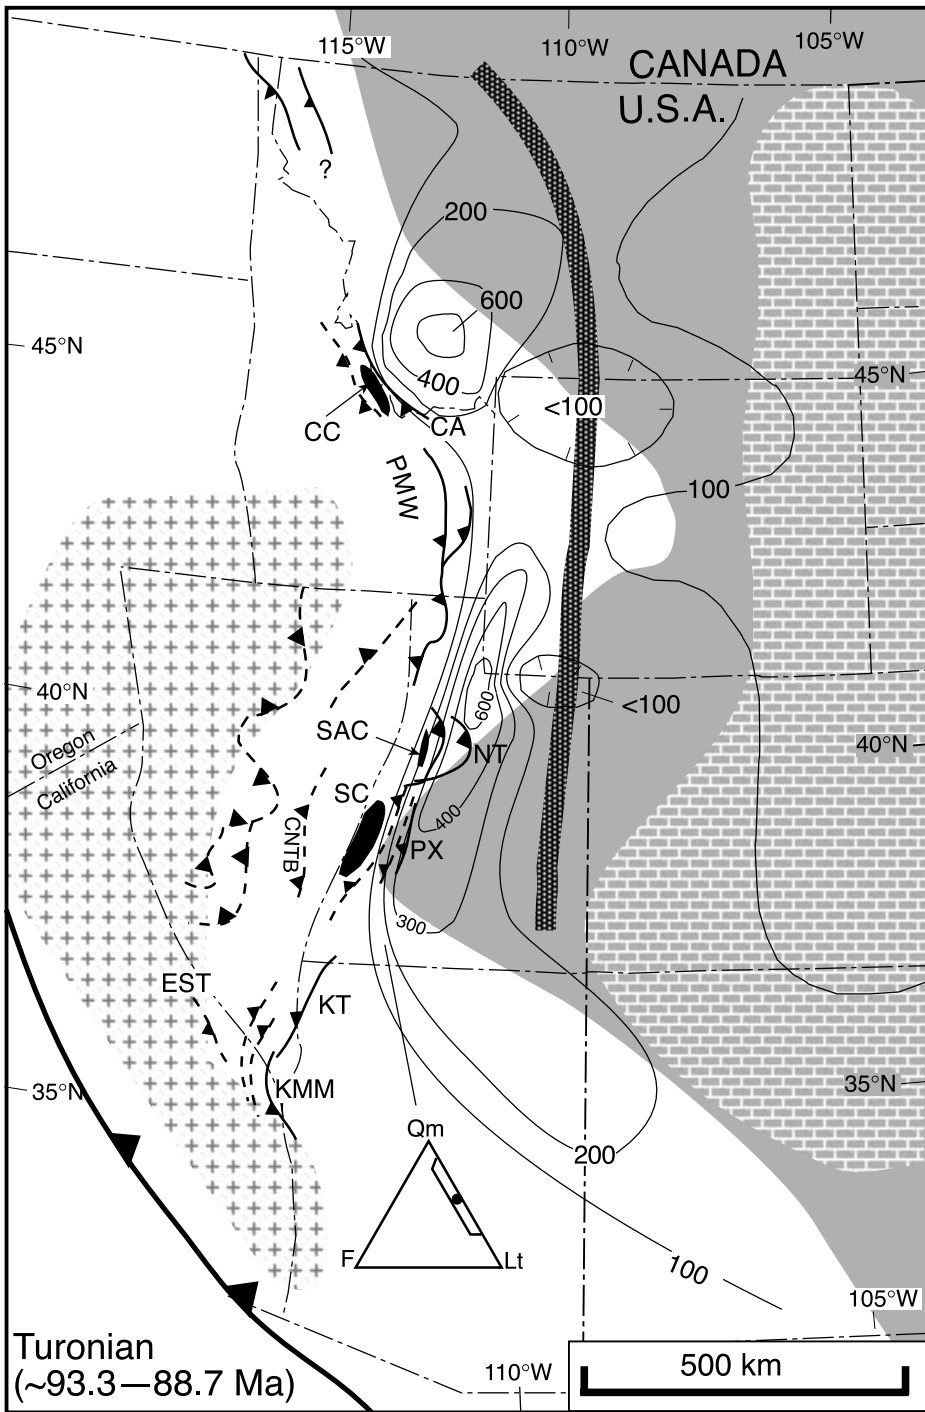 115°W
110°W
105°W
CANADA
U.S.A.
?
200
600
45°N
400
45°N
<100
CC
CA
PMW
100
40°N
600
<100
Oregon
California
SAC
NT
40°N
SC
400
CNTB
PX
300
EST
KT
35°N
KMM
35°N
Qm
200
F
Lt
100
105°W
Turonian
(~93.3—88.7 Ma)
110°W
500 km